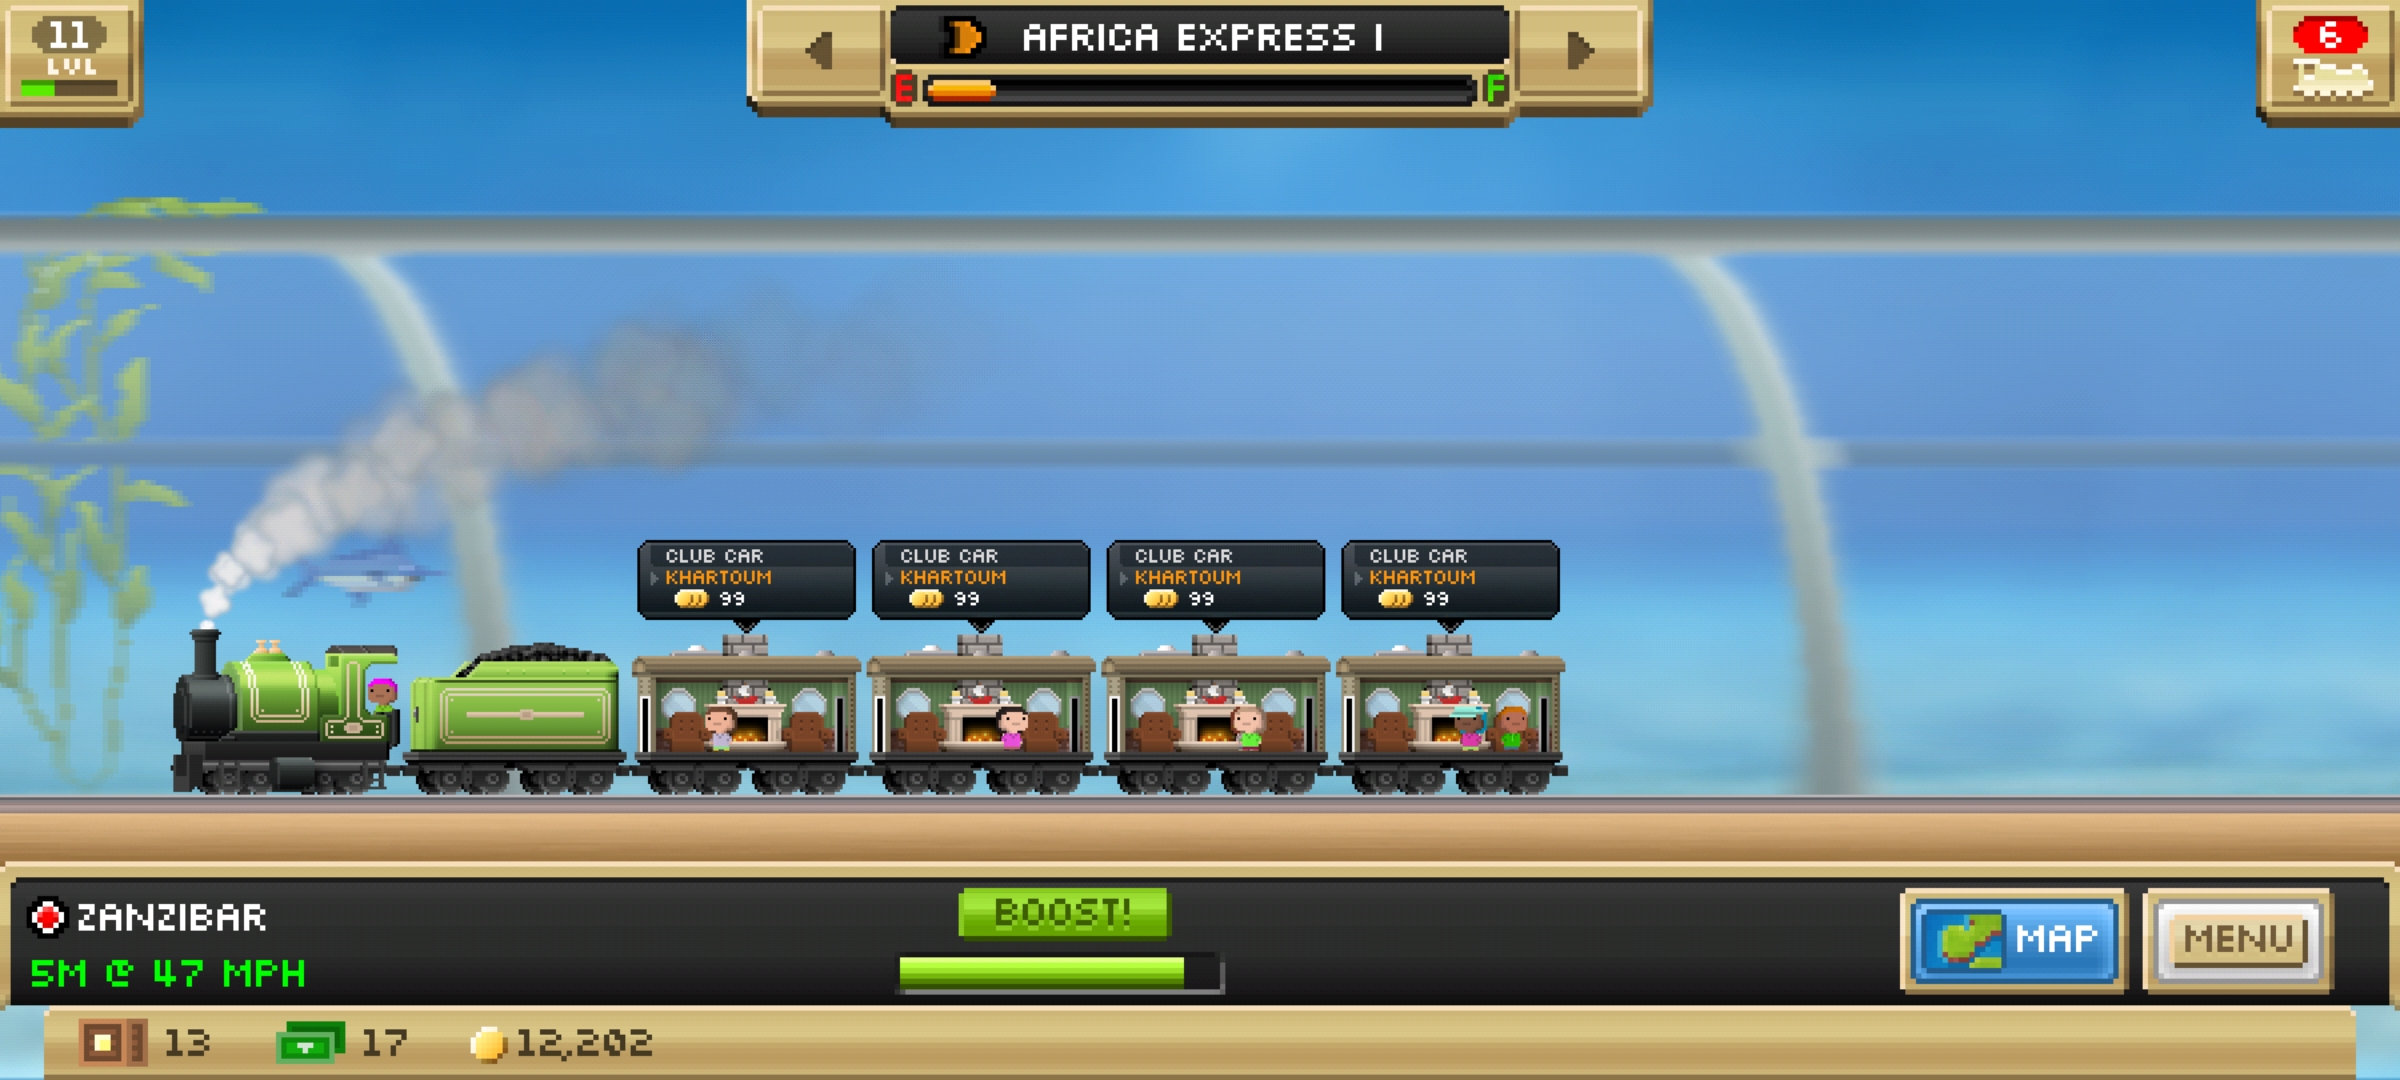 11
LVL
AFRICA EXPRESS I
E
F
6
CLUB CAR
KHARTOUM
99
CLUB CAR
KHARTOUM
99
CLUB CAR
KHARTOUM
99
CLUB CAR
KHARTOUM
99
ZANZIBAR
5M @ 47 MPH
BOOST!
MAP
MENU
13
17
12,202